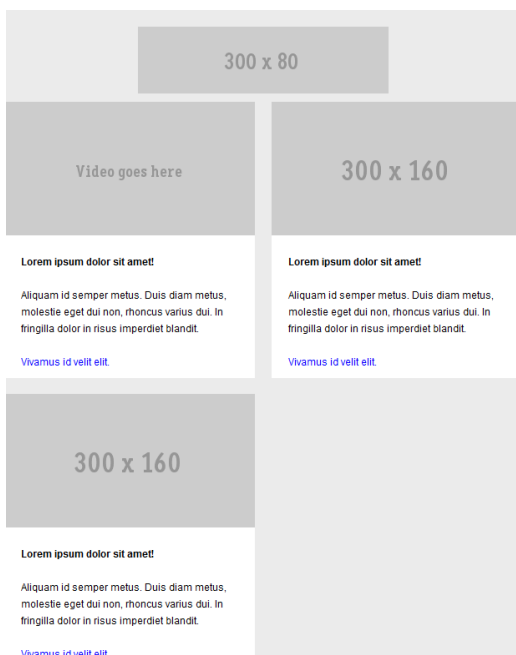 300 x 80
Video goes here
300 x 160
Lorem ipsum dolor sit amet!
Aliquam id semper metus. Duis diam metus,
molestie eget dui non, rhoncus varius dui. In
fringilla dolor in risus imperdiet blandit.
Vivamus id velit elit.
Lorem ipsum dolor sit amet!
Aliquam id semper metus. Duis diam metus,
molestie eget dui non, rhoncus varius dui. In
fringilla dolor in risus imperdiet blandit.
Vivamus id velit elit.
300 x 160
Lorem ipsum dolor sit amet!
Aliquam id semper metus. Duis diam metus,
molestie eget dui non, rhoncus varius dui. In
fringilla dolor in risus imperdiet blandit.
Vivamus id velit elit.